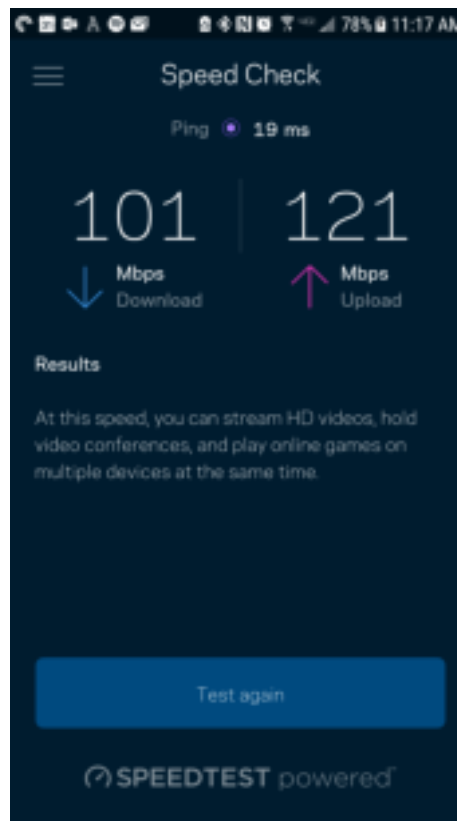 78% 11:17 AM
Speed Check
Ping 19 ms
101 121
Mbps Mbps
Download Upload
Results
At this speed, you can stream HD videos, hold
video conferences, and play online games on
multiple devices at the same time.
Test again
SPEEDTEST powered